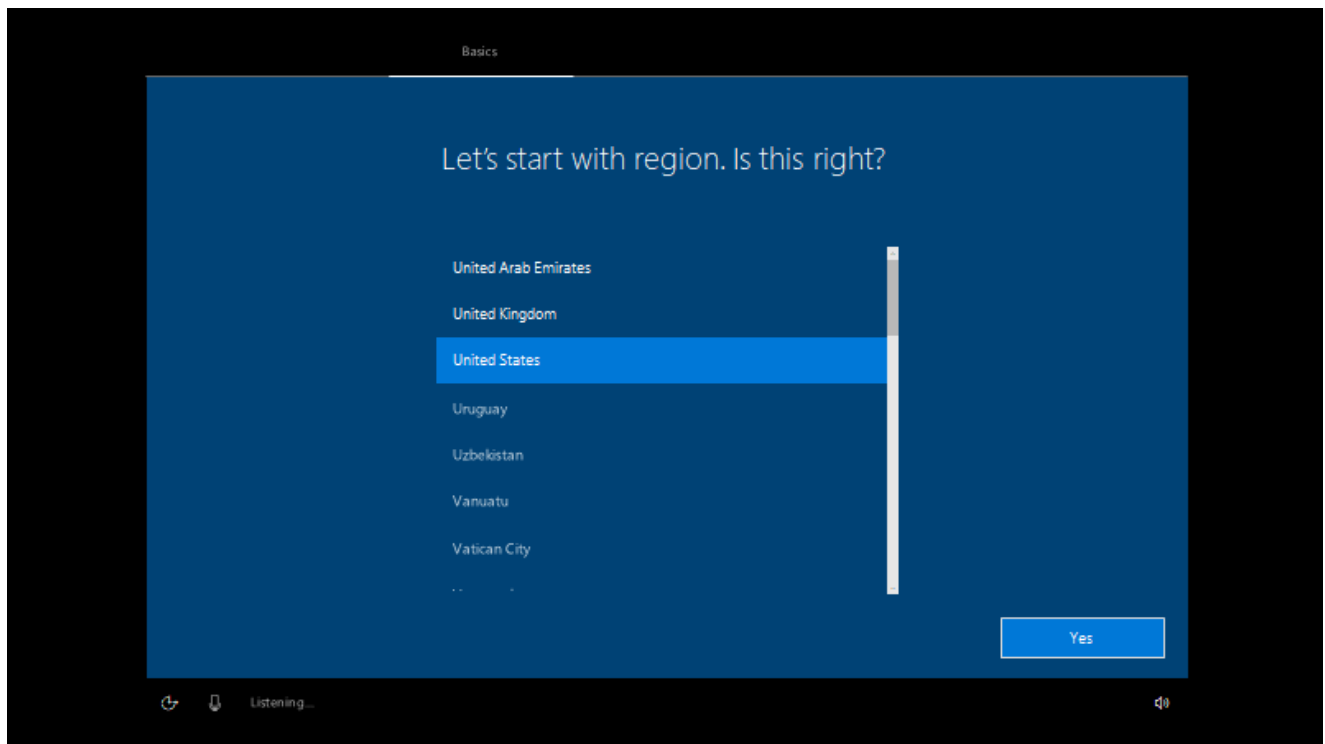 Basics
Let's start with region. Is this right?
United Arab Emirates
United Kingdom
United States
Uruguay
Uzbekistan
Vanuatu
Vatican City
Yes
Listening...